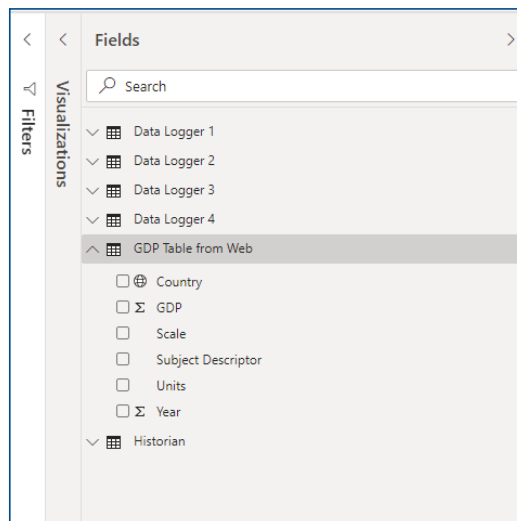 Filters
Visualizations
Fields
Search
Data Logger 1
Data Logger 2
Data Logger 3
Data Logger 4
GDP Table from Web
Country
Σ GDP
Scale
Subject Descriptor
Units
Σ Year
Historian